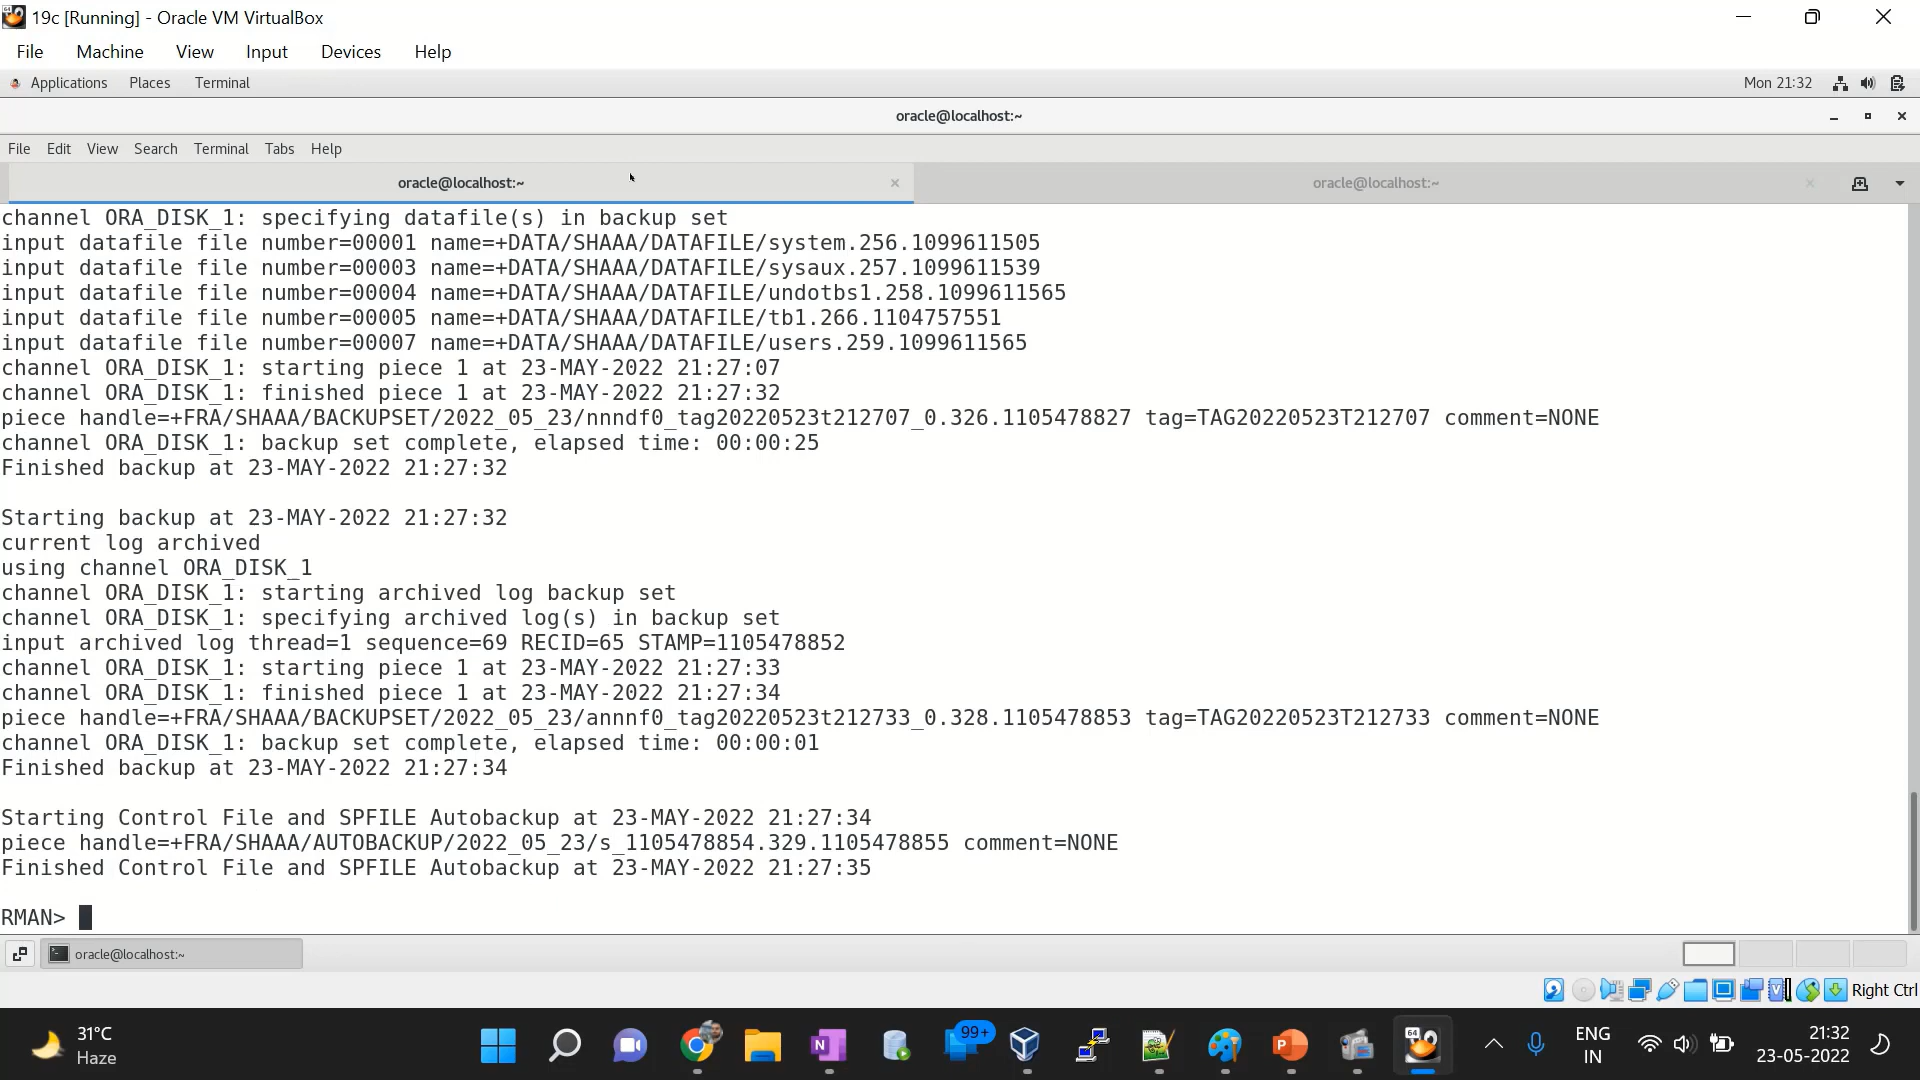 19c [Running] - Oracle VM VirtualBox
File Machine View Input Devices Help
Applications Places Terminal Mon 21:32
oracle@localhost:~
File Edit View Search Terminal Tabs Help
oracle@localhost:~ oracle@localhost:~
channel ORA_DISK_1: specifying datafile(s) in backup set
input datafile file number=00001 name=+DATA/SHAAA/DATAFILE/system.256.1099611505
input datafile file number=00003 name=+DATA/SHAAA/DATAFILE/sysaux.257.1099611539
input datafile file number=00004 name=+DATA/SHAAA/DATAFILE/undotbs1.258.1099611565
input datafile file number=00005 name=+DATA/SHAAA/DATAFILE/tb1.266.1104757551
input datafile file number=00007 name=+DATA/SHAAA/DATAFILE/users.259.1099611565
channel ORA_DISK_1: starting piece 1 at 23-MAY-2022 21:27:07
channel ORA_DISK_1: finished piece 1 at 23-MAY-2022 21:27:32
piece handle=+FRA/SHAAA/BACKUPSET/2022_05_23/nnndf0_tag20220523t212707_0.326.1105478827 tag=TAG20220523T212707 comment=NONE
channel ORA_DISK_1: backup set complete, elapsed time: 00:00:25
Finished backup at 23-MAY-2022 21:27:32
Starting backup at 23-MAY-2022 21:27:32
current log archived
using channel ORA_DISK_1
channel ORA_DISK_1: starting archived log backup set
channel ORA_DISK_1: specifying archived log(s) in backup set
input archived log thread=1 sequence=69 RECID=65 STAMP=1105478852
channel ORA_DISK_1: starting piece 1 at 23-MAY-2022 21:27:33
channel ORA_DISK_1: finished piece 1 at 23-MAY-2022 21:27:34
piece handle=+FRA/SHAAA/BACKUPSET/2022_05_23/annnf0_tag20220523t212733_0.328.1105478853 tag=TAG20220523T212733 comment=NONE
channel ORA_DISK_1: backup set complete, elapsed time: 00:00:01
Finished backup at 23-MAY-2022 21:27:34
Starting Control File and SPFILE Autobackup at 23-MAY-2022 21:27:34
piece handle=+FRA/SHAAA/AUTOBACKUP/2022_05_23/s_1105478854.329.1105478855 comment=NONE
Finished Control File and SPFILE Autobackup at 23-MAY-2022 21:27:35
RMAN>
oracle@localhost:~
Right Ctrl
31°C
Haze
99+
ENG
IN
21:32
23-05-2022